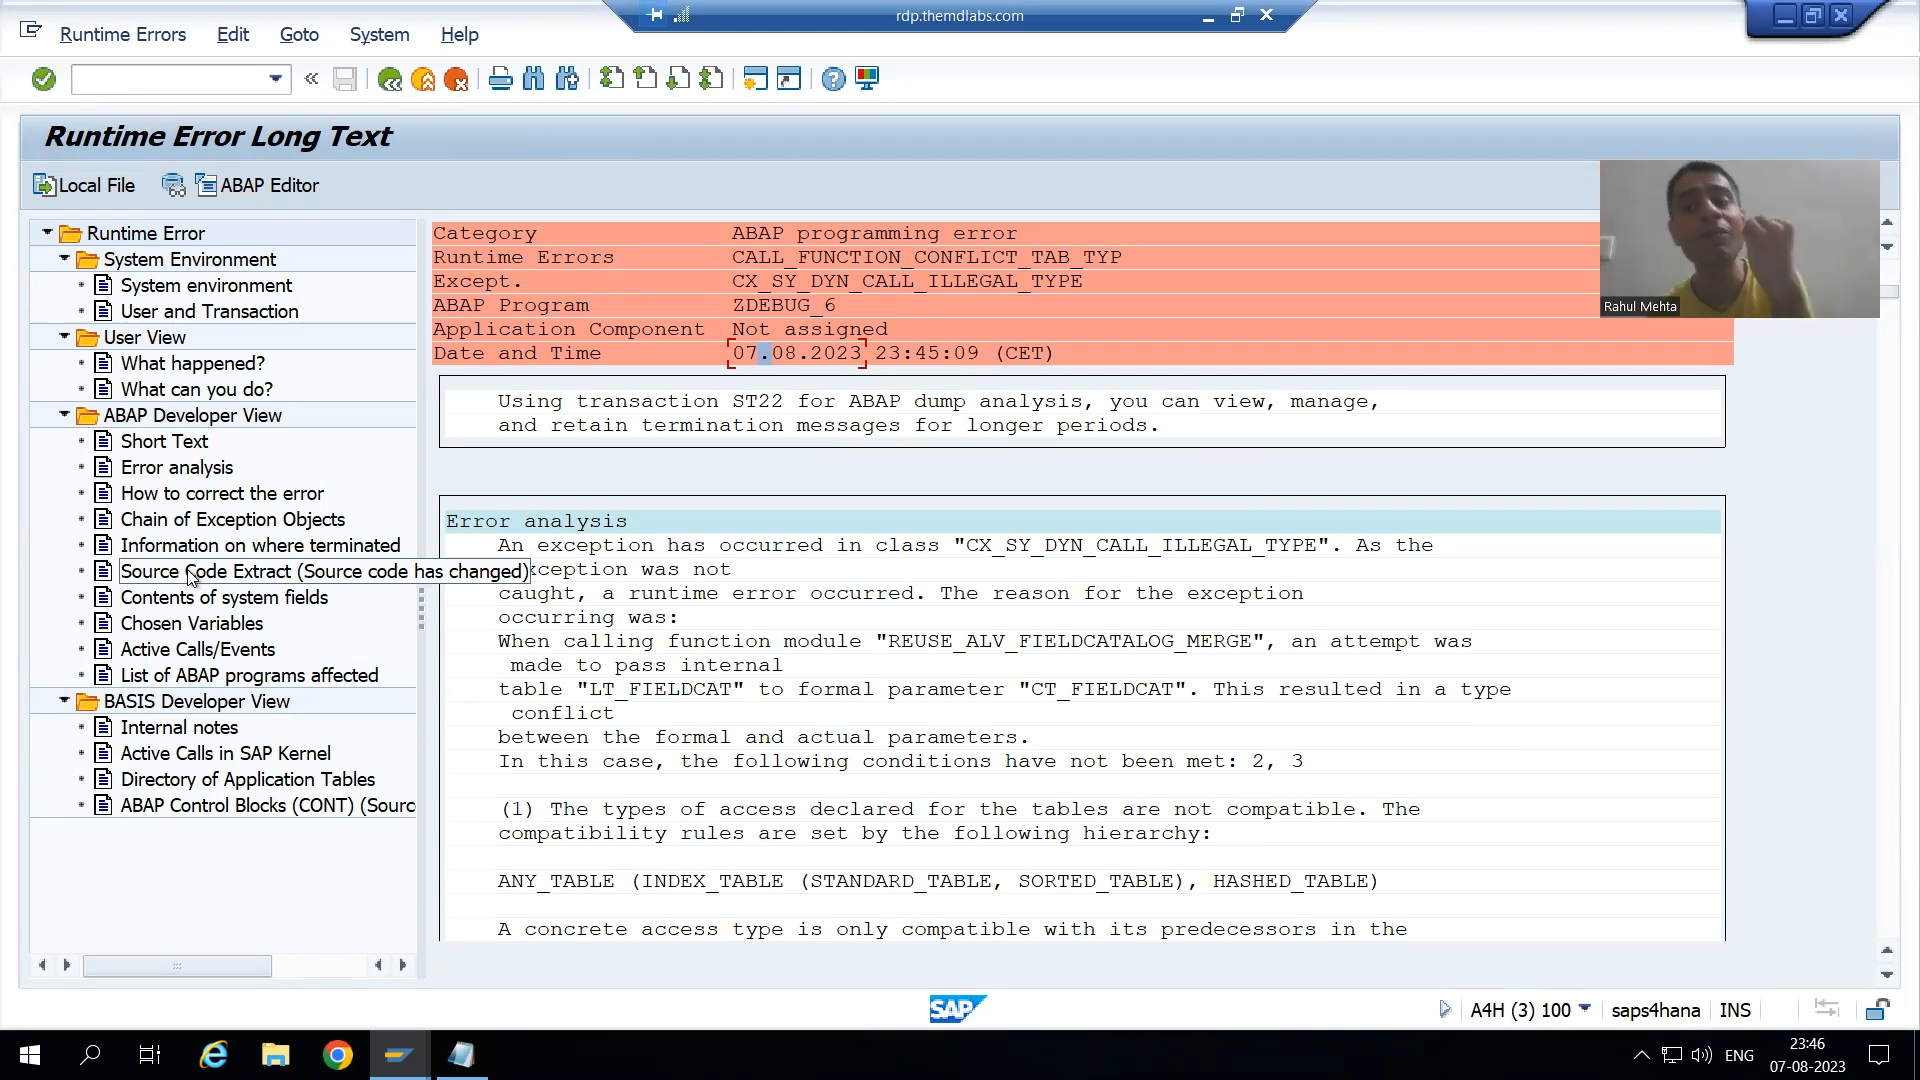 rdp.themdlabs.com
Runtime Errors Edit Goto System Help
Runtime Error Long Text
Local File ABAP Editor
Runtime Error
System Environment
System environment
User and Transaction
User View
What happened?
What can you do?
ABAP Developer View
Short Text
Error analysis
How to correct the error
Chain of Exception Objects
Information on where terminated
Source Code Extract (Source code has changed)
Contents of system fields
Chosen Variables
Active Calls/Events
List of ABAP programs affected
BASIS Developer View
Internal notes
Active Calls in SAP Kernel
Directory of Application Tables
ABAP Control Blocks (CONT) (Sourc
Category ABAP programming error
Runtime Errors CALL_FUNCTION_CONFLICT_TAB_TYP
Except. CX_SY_DYN_CALL_ILLEGAL_TYPE
ABAP Program ZDEBUG_6
Application Component Not assigned
Date and Time 07.08.2023 23:45:09 (CET)
Rahul Mehta
Using transaction ST22 for ABAP dump analysis, you can view, manage,
and retain termination messages for longer periods.
Error analysis
An exception has occurred in class "CX_SY_DYN_CALL_ILLEGAL_TYPE". As the
xception was not
caught, a runtime error occurred. The reason for the exception
occurring was:
When calling function module "REUSE_ALV_FIELDCATALOG_MERGE", an attempt was
made to pass internal
table "LT_FIELDCAT" to formal parameter "CT_FIELDCAT". This resulted in a type
conflict
between the formal and actual parameters.
In this case, the following conditions have not been met: 2, 3
(1) The types of access declared for the tables are not compatible. The
compatibility rules are set by the following hierarchy:
ANY_TABLE (INDEX_TABLE (STANDARD_TABLE, SORTED_TABLE), HASHED_TABLE)
A concrete access type is only compatible with its predecessors in the
SAP
A4H (3) 100 saps4hana INS
ENG
23:46
07-08-2023